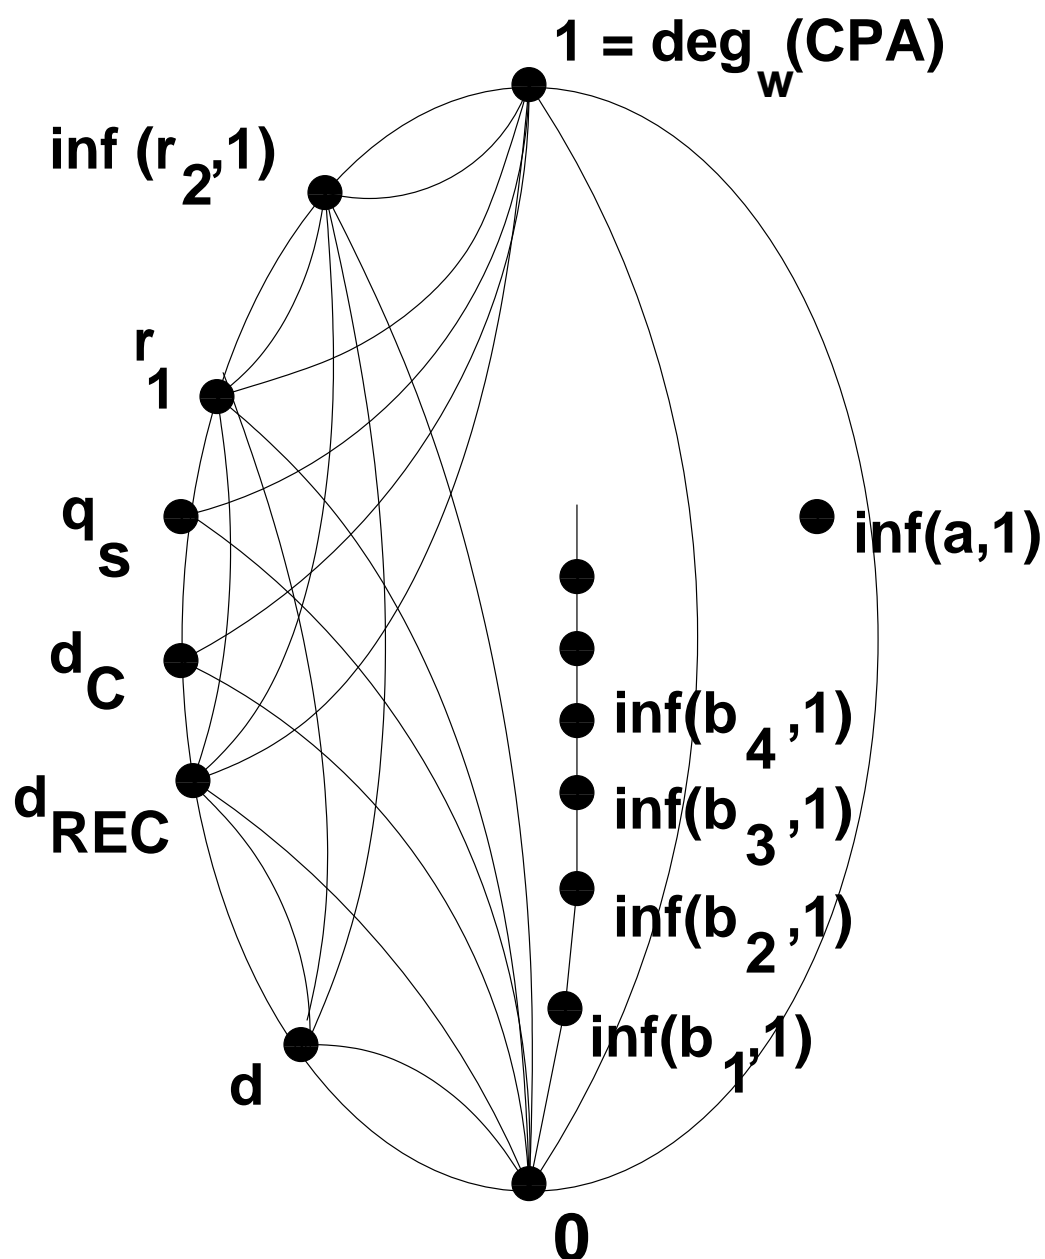 1 = deg_w(CPA)
inf (r_2,1)
r_1
q_s
inf(a,1)
d_C
inf(b_4,1)
d_REC
inf(b_3,1)
inf(b_2,1)
inf(b_1,1)
d
0